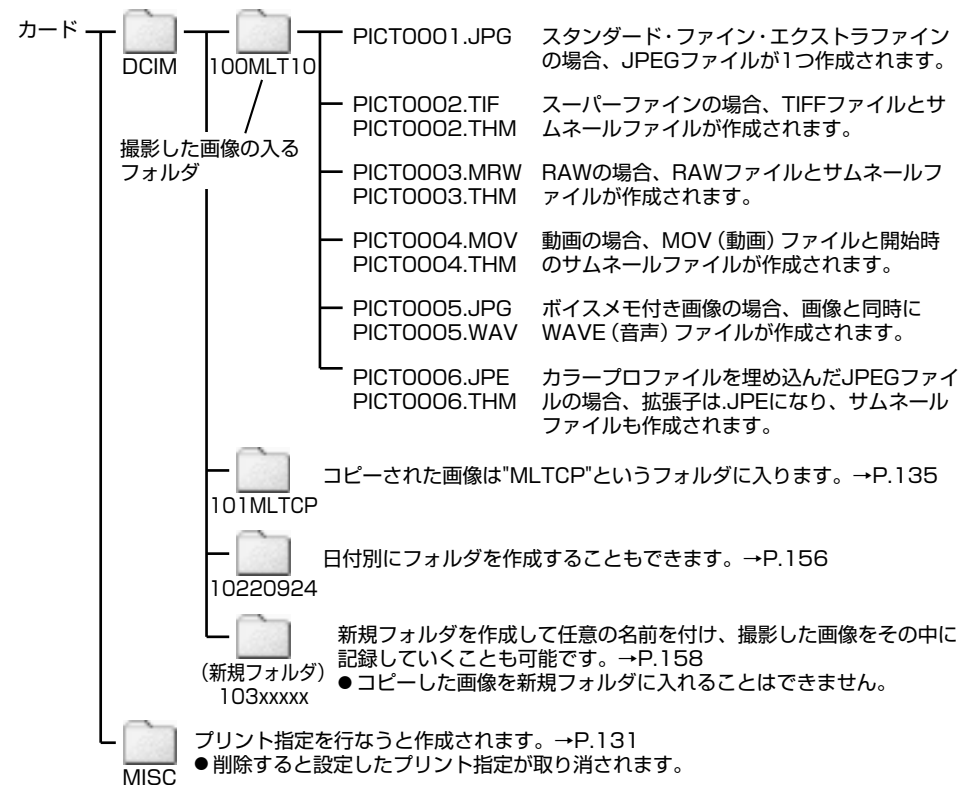 カード
DCIM
100MLT10
撮影した画像の入る
フォルダ
PICT0001.JPG
スタンダード・ファイン・エクストラファイン
の場合、JPEGファイルが1つ作成されます。
PICT0002.TIF
PICT0002.THM
スーパーファインの場合、TIFFファイルとサ
ムネールファイルが作成されます。
PICT0003.MRW
PICT0003.THM
RAWの場合、RAWファイルとサムネールフ
ァイルが作成されます。
PICT0004.MOV
PICT0004.THM
動画の場合、MOV（動画）ファイルと開始時
のサムネールファイルが作成されます。
PICT0005.JPG
PICT0005.WAV
ボイスメモ付き画像の場合、画像と同時に
WAVE（音声）ファイルが作成されます。
PICT0006.JPE
PICT0006.THM
カラープロファイルを埋め込んだJPEGファイ
ルの場合、拡張子は.JPEになり、サムネール
ファイルも作成されます。
101MLTCP
コピーされた画像は"MLTCP"というフォルダに入ります。→P.135
10220924
日付別にフォルダを作成することもできます。→P.156
（新規フォルダ）
103xxxxx
新規フォルダを作成して任意の名前を付け、撮影した画像をその中に
記録していくことも可能です。→P.158
●コピーした画像を新規フォルダに入れることはできません。
MISC
プリント指定を行なうと作成されます。→P.131
●削除すると設定したプリント指定が取り消されます。